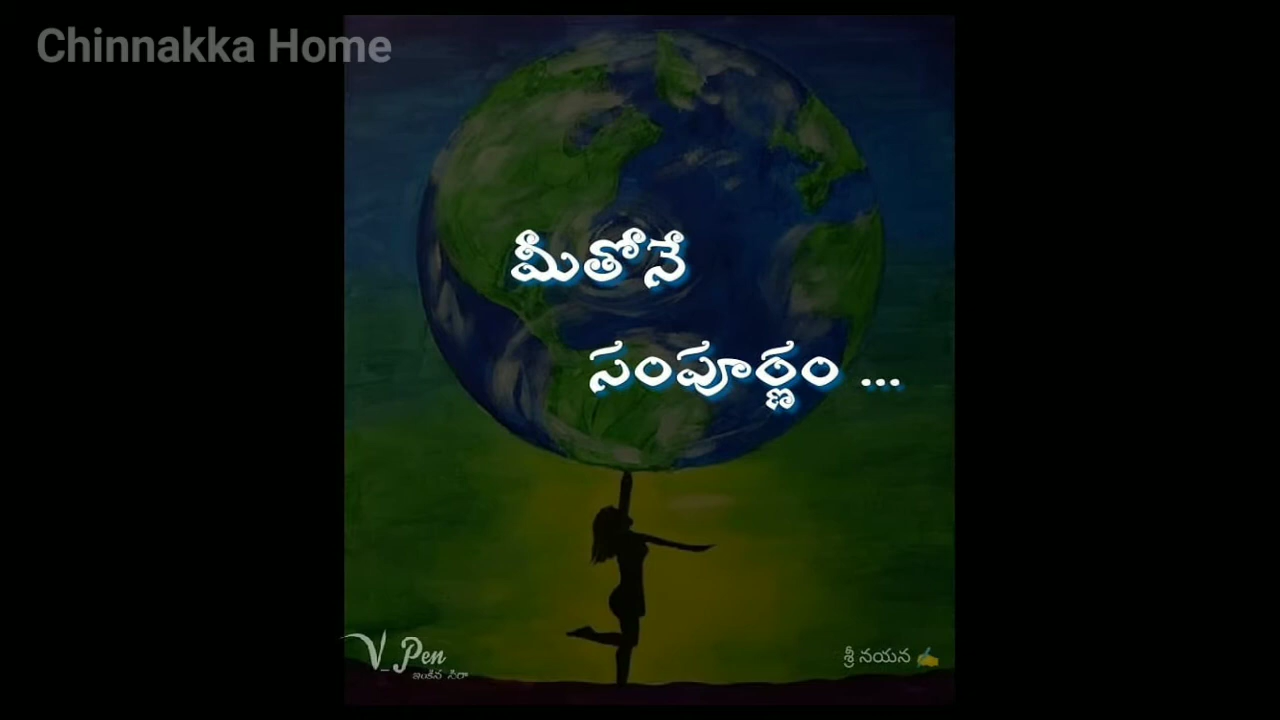 Chinnakka Home
మీతోనే
సంపూర్ణం ...
V_Pen
ఇంకిన సిరా
శ్రీ నయన ✍